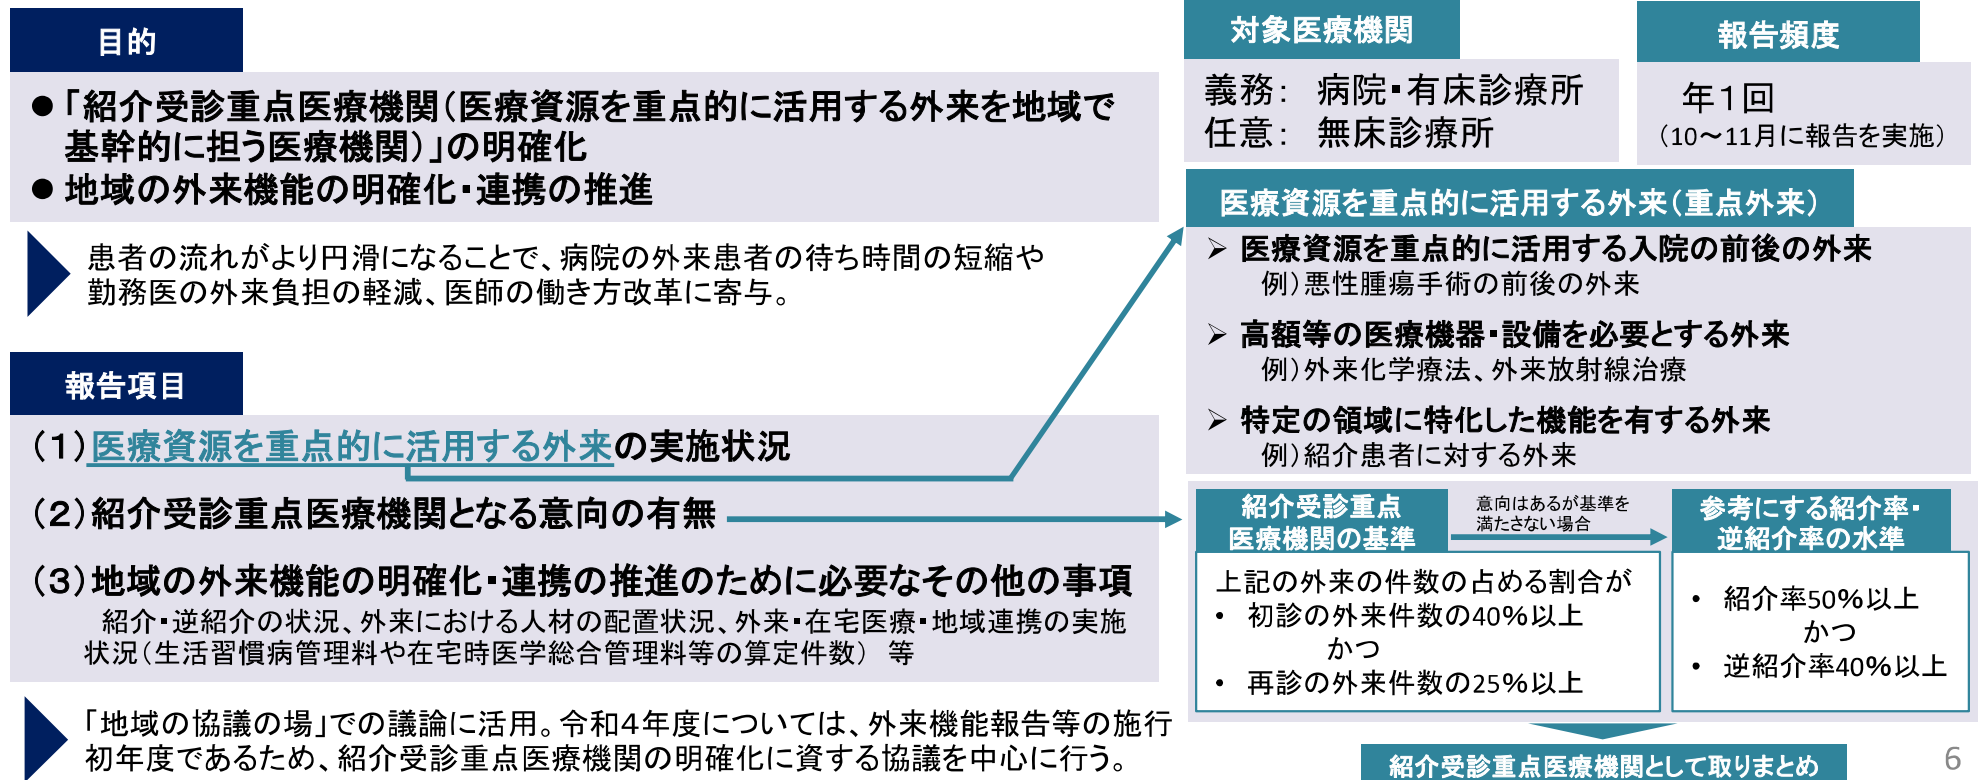 目的
●「紹介受診重点医療機関（医療資源を重点的に活用する外来を地域で
基幹的に担う医療機関）」の明確化
● 地域の外来機能の明確化・連携の推進
患者の流れがより円滑になることで、病院の外来患者の待ち時間の短縮や
勤務医の外来負担の軽減、医師の働き方改革に寄与。
報告項目
（１）医療資源を重点的に活用する外来の実施状況
（２）紹介受診重点医療機関となる意向の有無
（３）地域の外来機能の明確化・連携の推進のために必要なその他の事項
紹介・逆紹介の状況、外来における人材の配置状況、外来・在宅医療・地域連携の実施
状況（生活習慣病管理料や在宅時医学総合管理料等の算定件数） 等
「地域の協議の場」での議論に活用。令和４年度については、外来機能報告等の施行
初年度であるため、紹介受診重点医療機関の明確化に資する協議を中心に行う。
対象医療機関
義務： 病院・有床診療所
任意： 無床診療所
報告頻度
年１回
（10～11月に報告を実施）
医療資源を重点的に活用する外来（重点外来）
➢ 医療資源を重点的に活用する入院の前後の外来
例）悪性腫瘍手術の前後の外来
➢ 高額等の医療機器・設備を必要とする外来
例）外来化学療法、外来放射線治療
➢ 特定の領域に特化した機能を有する外来
例）紹介患者に対する外来
紹介受診重点
医療機関の基準
意向はあるが基準を
満たさない場合
参考にする紹介率・
逆紹介率の水準
上記の外来の件数の占める割合が
• 初診の外来件数の40％以上
かつ
• 再診の外来件数の25％以上
• 紹介率50％以上
かつ
• 逆紹介率40％以上
紹介受診重点医療機関として取りまとめ
6